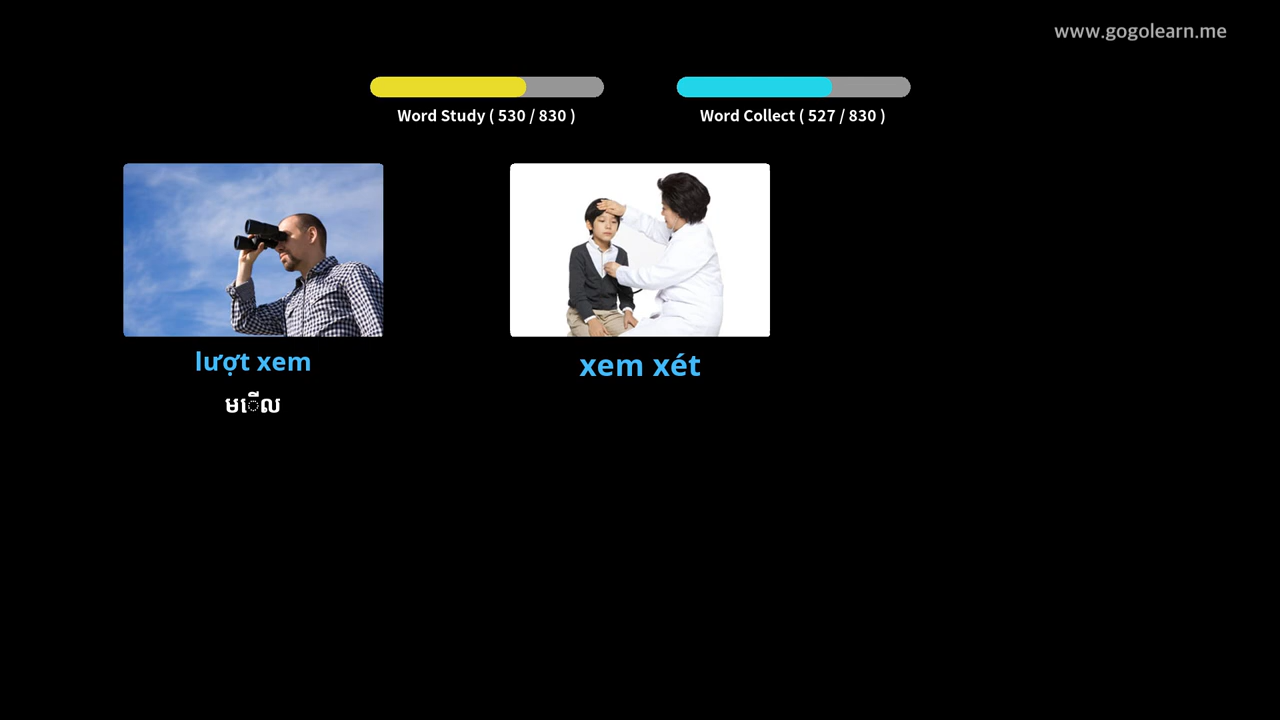 www.gogolearn.me
Word Study ( 530 / 830 )
Word Collect ( 527 / 830 )
lượt xem
xem xét
មើល